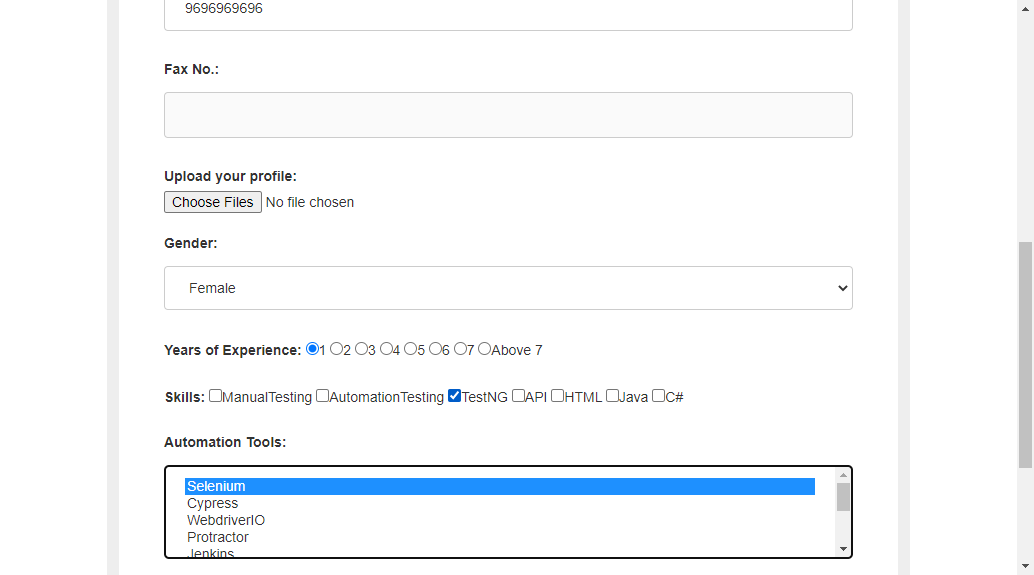 9696969696
Fax No.:
Upload your profile:
Choose Files No file chosen
Gender:
Female
Years of Experience: 1 2 3 4 5 6 7 Above 7
Skills: ManualTesting AutomationTesting TestNG API HTML Java C#
Automation Tools:
Selenium
Cypress
WebdriverIO
Protractor
Jenkins